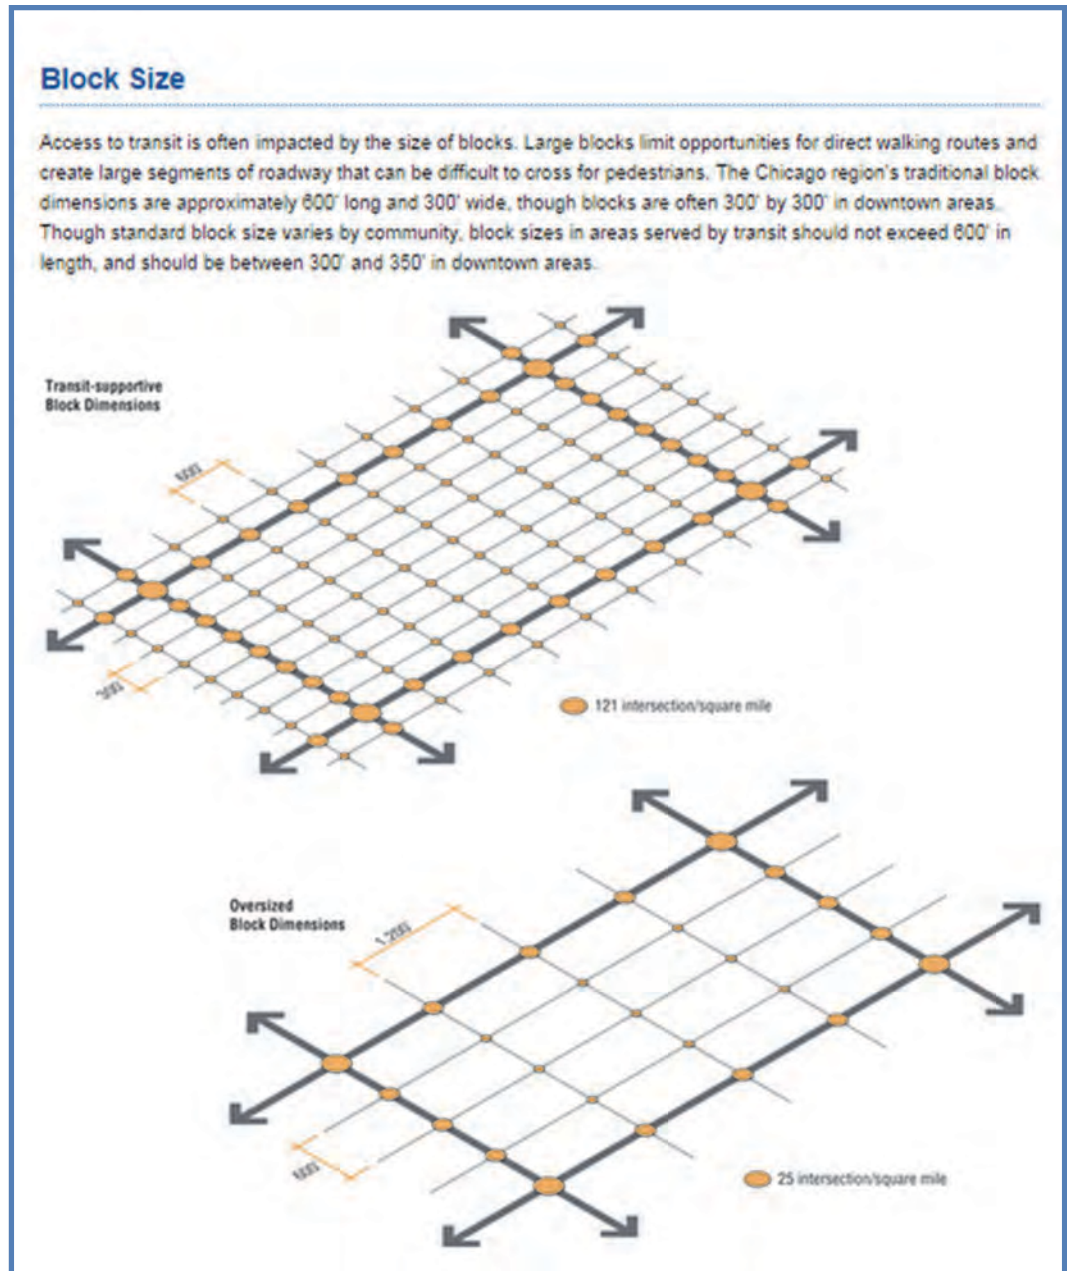 Block Size
Access to transit is often impacted by the size of blocks. Large blocks limit opportunities for direct walking routes and
create large segments of roadway that can be difficult to cross for pedestrians. The Chicago region's traditional block
dimensions are approximately 600' long and 300' wide, though blocks are often 300' by 300' in downtown areas.
Though standard block size varies by community, block sizes in areas served by transit should not exceed 600' in
length, and should be between 300' and 350' in downtown areas.
Transit-supportive
Block Dimensions
600'
300'
121 intersection/square mile
Oversized
Block Dimensions
1,200'
600'
25 intersection/square mile